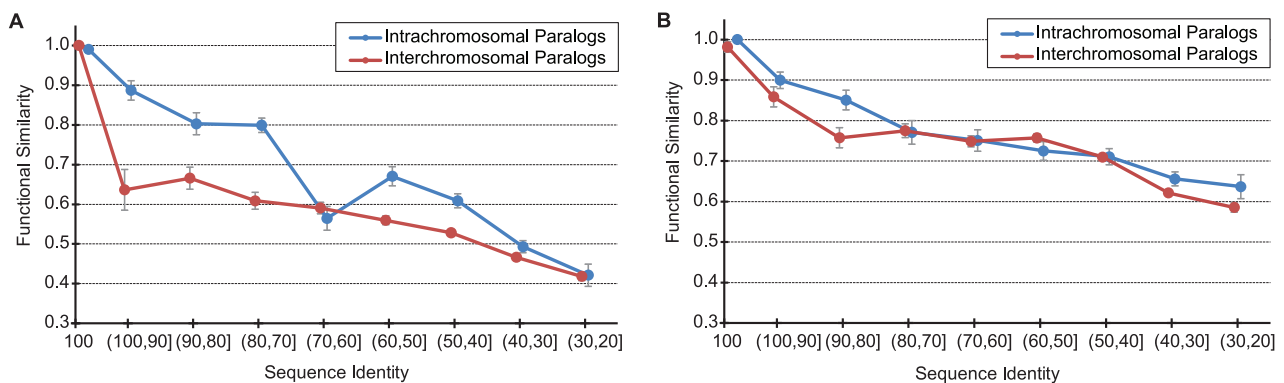 A
Intrachromosomal Paralogs
Interchromosomal Paralogs
Functional Similarity
1.0
0.9
0.8
0.7
0.6
0.5
0.4
0.3
100 (100,90] (90,80] (80,70] (70,60] (60,50] (50,40] (40,30] (30,20]
Sequence Identity
B
Intrachromosomal Paralogs
Interchromosomal Paralogs
Functional Similarity
1.0
0.9
0.8
0.7
0.6
0.5
0.4
0.3
100 (100,90] (90,80] (80,70] (70,60] (60,50] (50,40] (40,30] (30,20]
Sequence Identity